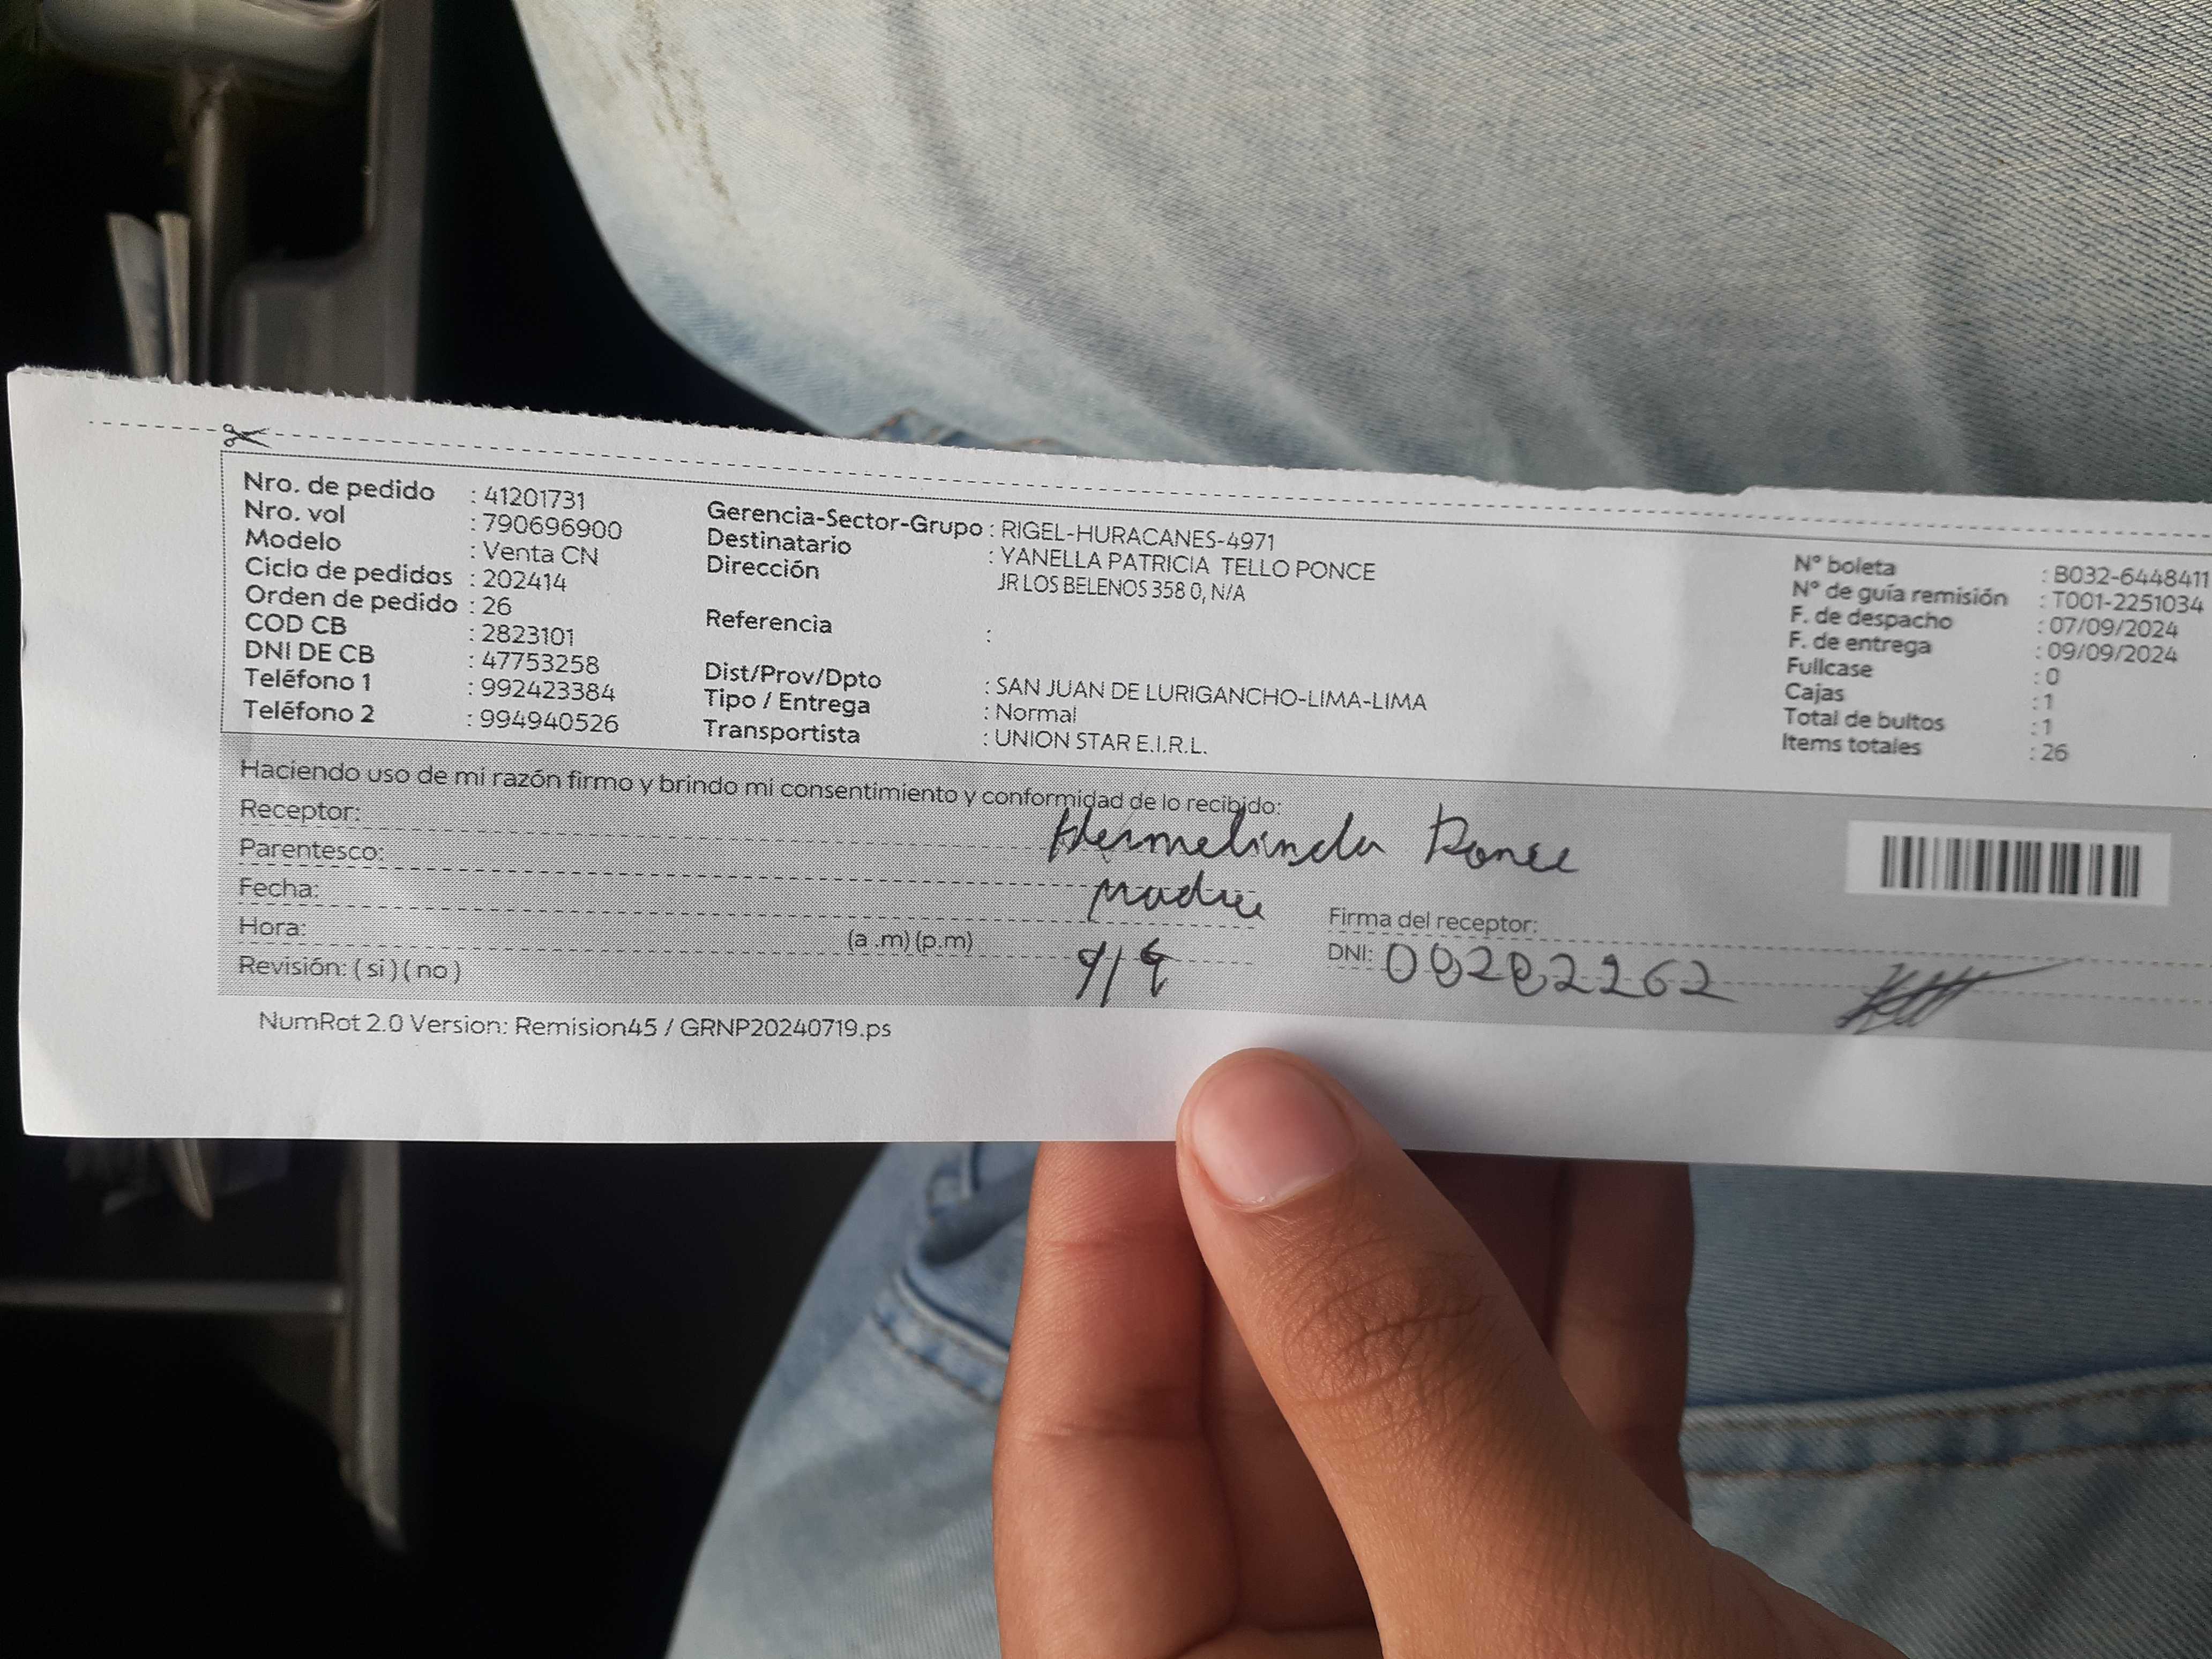 Nro. de pedido : 41201731
Nro. vol : 790696900
Modelo : Venta CN
Ciclo de pedidos : 202414
Orden de pedido : 26
COD CB : 2823101
DNI DE CB : 47753258
Teléfono 1 : 992423384
Teléfono 2 : 994940526
Gerencia-Sector-Grupo : RIGEL-HURACANES-4971
Destinatario : YANELLA PATRICIA TELLO PONCE
Dirección JR LOS BELENOS 358 0, N/A
Referencia :
Dist/Prov/Dpto : SAN JUAN DE LURIGANCHO-LIMA-LIMA
Tipo / Entrega : Normal
Transportista : UNION STAR E.I.R.L.
N° boleta : B032-6448411
N° de guía remisión : T001-2251034
F. de despacho : 07/09/2024
F. de entrega : 09/09/2024
Fullcase : 0
Cajas : 1
Total de bultos : 1
Items totales : 26
Haciendo uso de mi razón firmo y brindo mi consentimiento y conformidad de lo recibido:
Receptor: Hermelinda Ponce
Parentesco: madre
Fecha: 9/9
Hora: (a .m) (p.m)
Revisión: ( si ) ( no )
Firma del receptor:
DNI:
NumRot 2.0 Version: Remision45 / GRNP20240719.ps